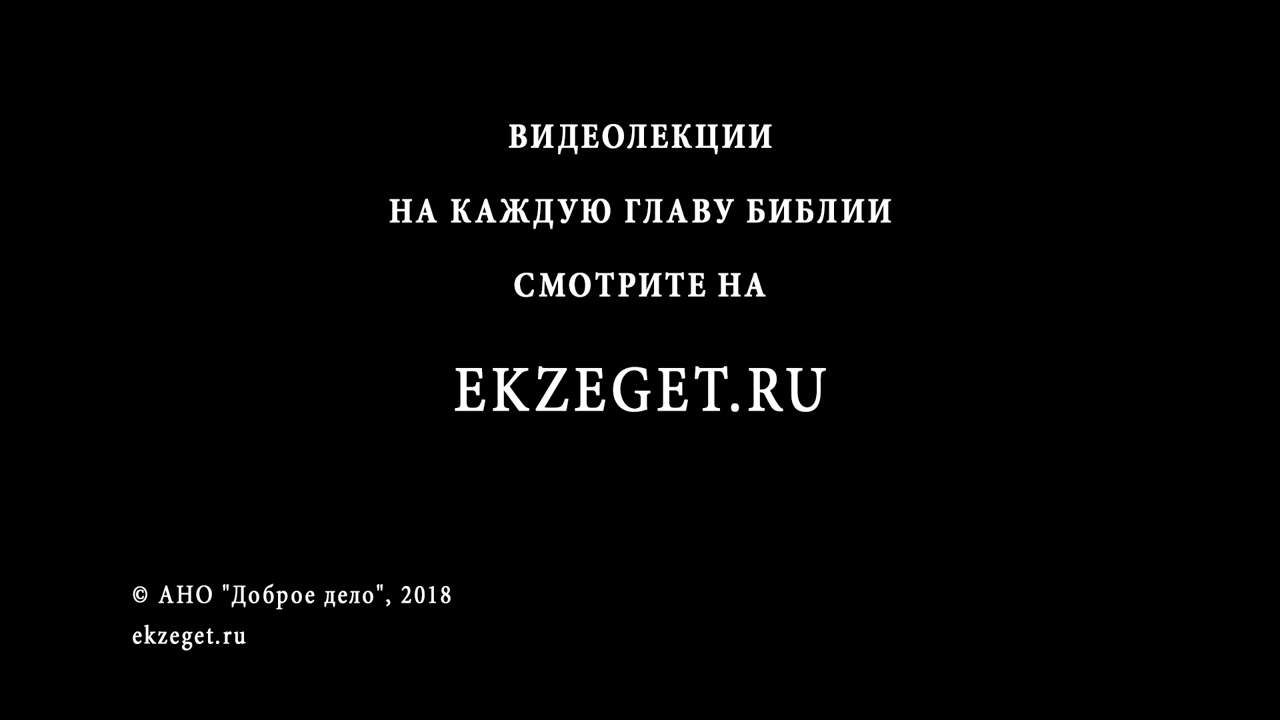 ВИДЕОЛЕКЦИИ
НА КАЖДУЮ ГЛАВУ БИБЛИИ
СМОТРИТЕ НА
EKZEGET.RU
© АНО "Доброе дело", 2018
ekzeget.ru